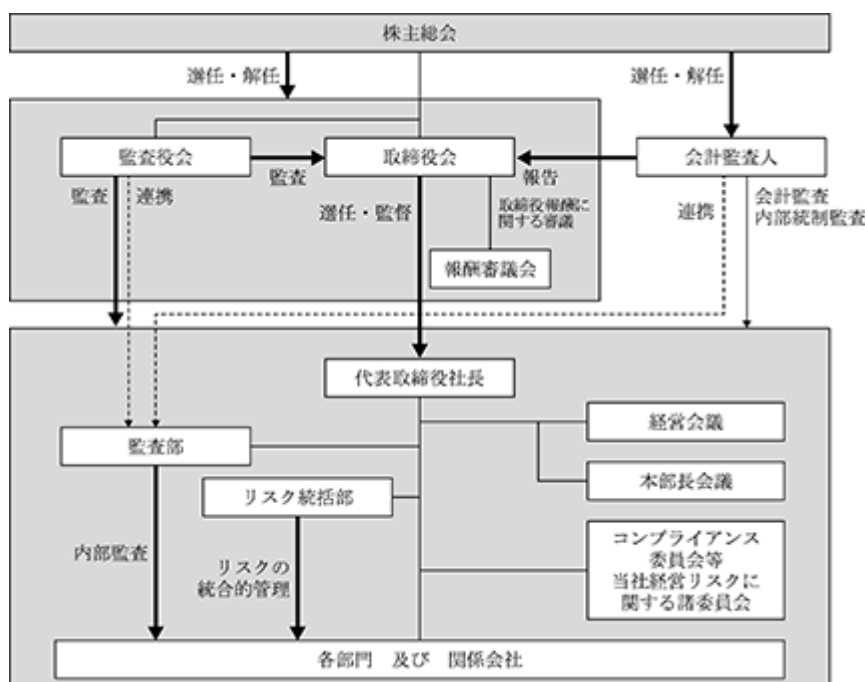 株主総会
選任・解任
選任・解任
監査役会
取締役会
会計監査人
監査
報告
監査
連携
選任・監督
取締役報酬に
関する審議
連携
会計監査
内部統制監査
報酬審議会
代表取締役社長
経営会議
監査部
本部長会議
リスク統括部
内部監査
リスクの
統合的管理
コンプライアンス
委員会等
当社経営リスクに
関する諸委員会
各部門 及び 関係会社